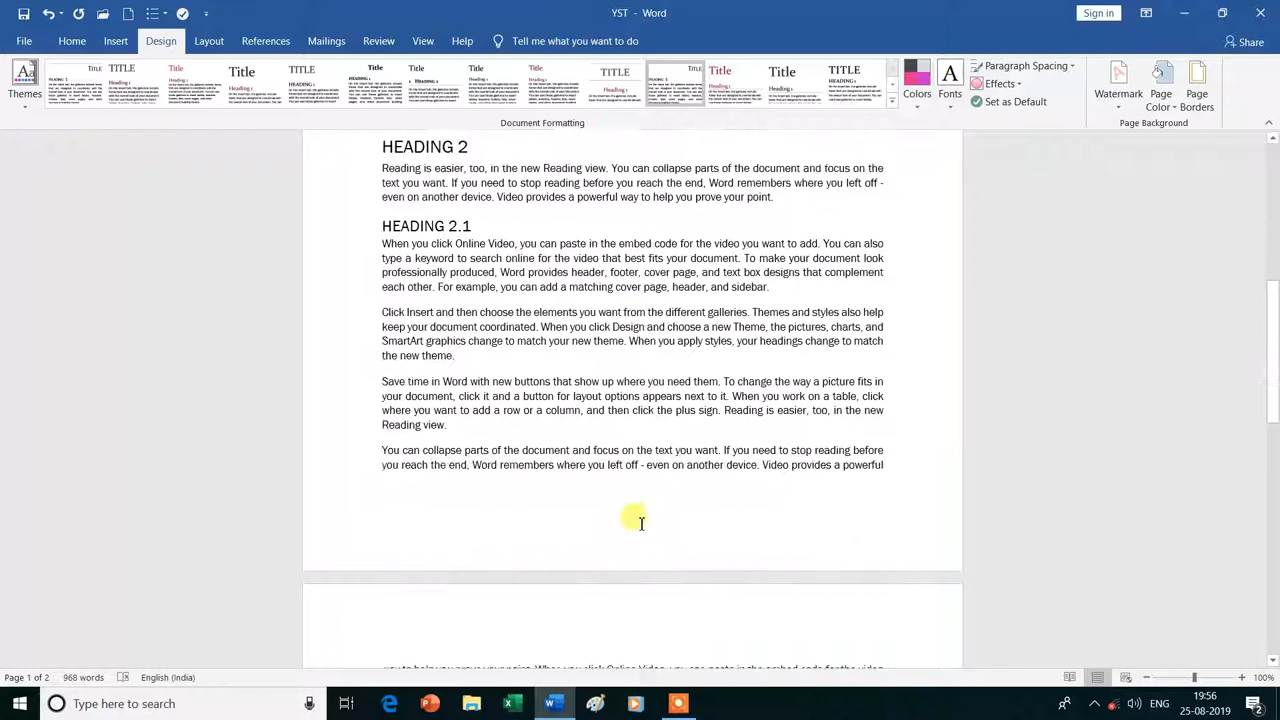 YST - Word
Sign in
File Home Insert Design Layout References Mailings Review View Help Tell me what you want to do
Share
Themes
Colors
Fonts
Paragraph Spacing
Effects
Set as Default
Watermark
Page Color
Page Borders
Document Formatting
Page Background
HEADING 2
Reading is easier, too, in the new Reading view. You can collapse parts of the document and focus on the
text you want. If you need to stop reading before you reach the end, Word remembers where you left off -
even on another device. Video provides a powerful way to help you prove your point.
HEADING 2.1
When you click Online Video, you can paste in the embed code for the video you want to add. You can also
type a keyword to search online for the video that best fits your document. To make your document look
professionally produced, Word provides header, footer, cover page, and text box designs that complement
each other. For example, you can add a matching cover page, header, and sidebar.
Click Insert and then choose the elements you want from the different galleries. Themes and styles also help
keep your document coordinated. When you click Design and choose a new Theme, the pictures, charts, and
SmartArt graphics change to match your new theme. When you apply styles, your headings change to match
the new theme.
Save time in Word with new buttons that show up where you need them. To change the way a picture fits in
your document, click it and a button for layout options appears next to it. When you work on a table, click
where you want to add a row or a column, and then click the plus sign. Reading is easier, too, in the new
Reading view.
You can collapse parts of the document and focus on the text you want. If you need to stop reading before
you reach the end, Word remembers where you left off - even on another device. Video provides a powerful
Page 1 of 2 968 words English (India)
100%
Type here to search
ENG
19:56
25-08-2019